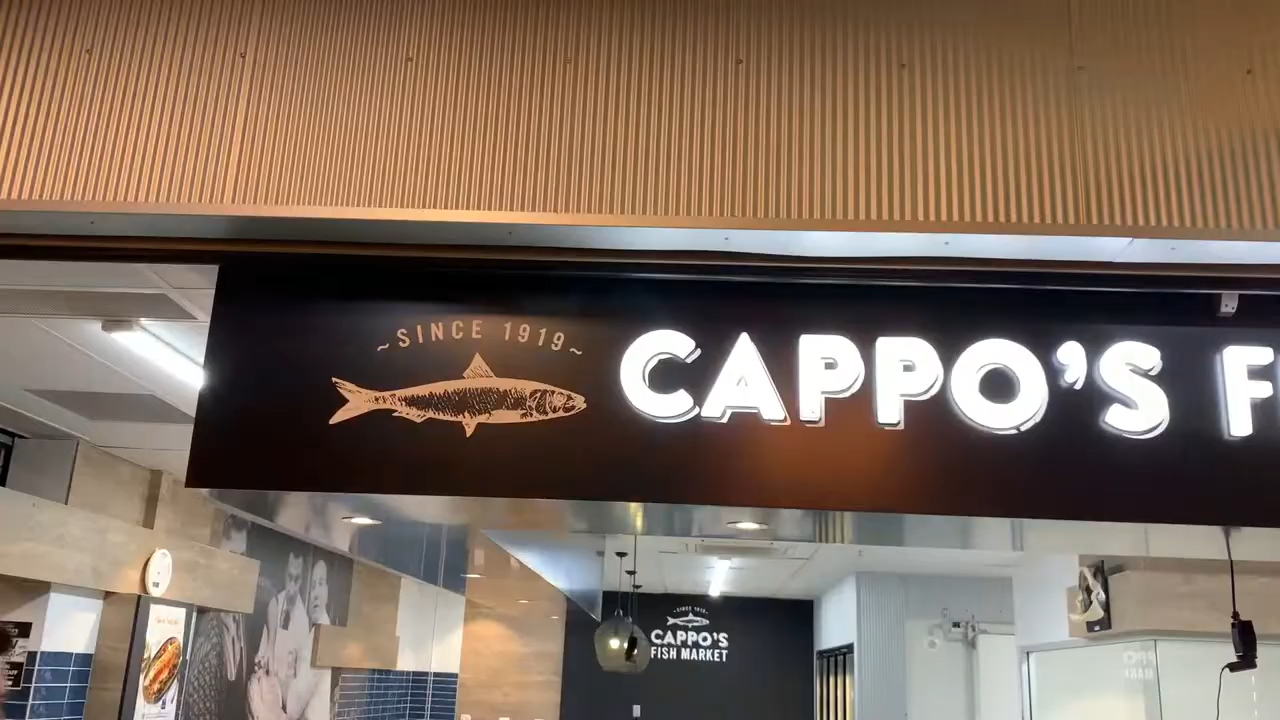 ~SINCE 1919~
CAPPO'S F
SINCE 1919
CAPPO'S
FISH MARKET